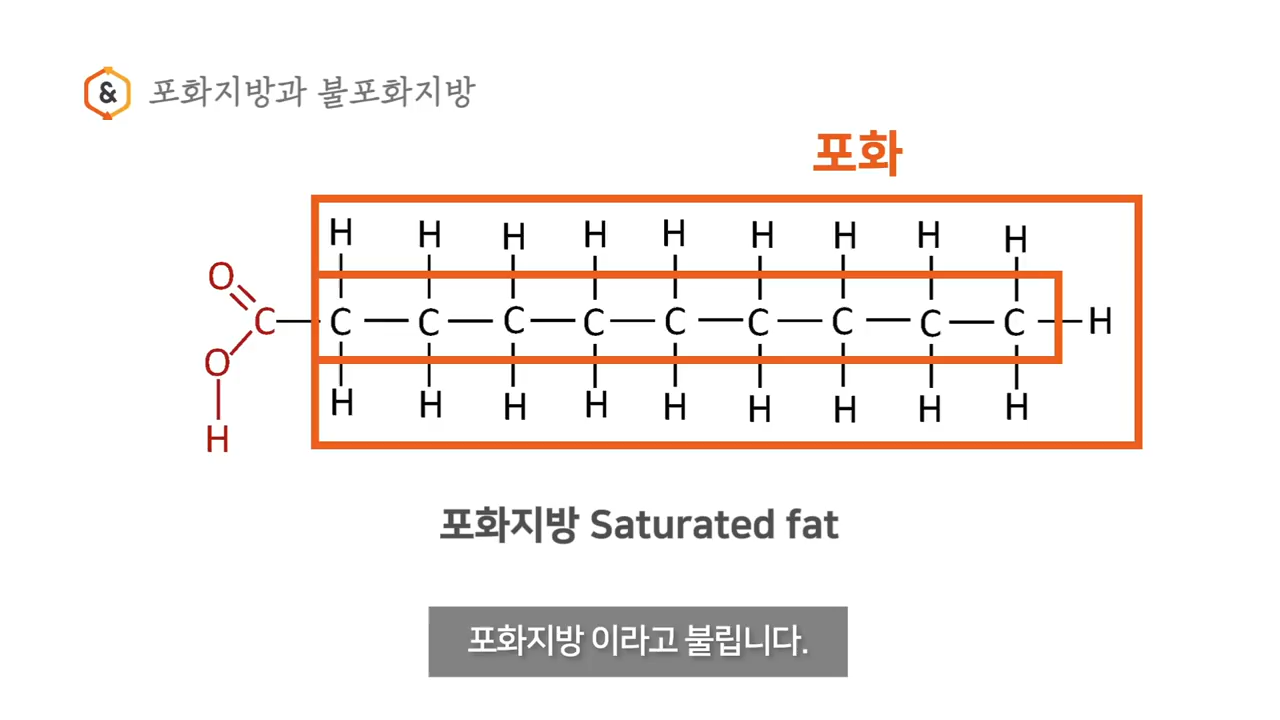 & 포화지방과 불포화지방
포화
H H H H H H H H H
O
C C C C C C C C C C H
O
H H H H H H H H H
H
포화지방 Saturated fat
포화지방 이라고 불립니다.